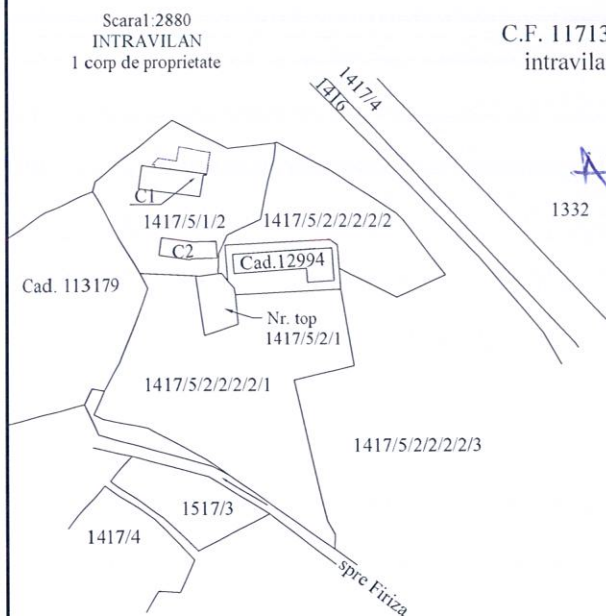 Scara1:2880
INTRAVILAN
1 corp de proprietate
C.F. 11713
intravila
1417/4
1416
1332
C1
1417/5/1/2
1417/5/2/2/2/2/2
C2
Cad.12994
Cad. 113179
Nr. top
1417/5/2/1
1417/5/2/2/2/2/1
1417/5/2/2/2/2/3
1517/3
1417/4
spre Firiza